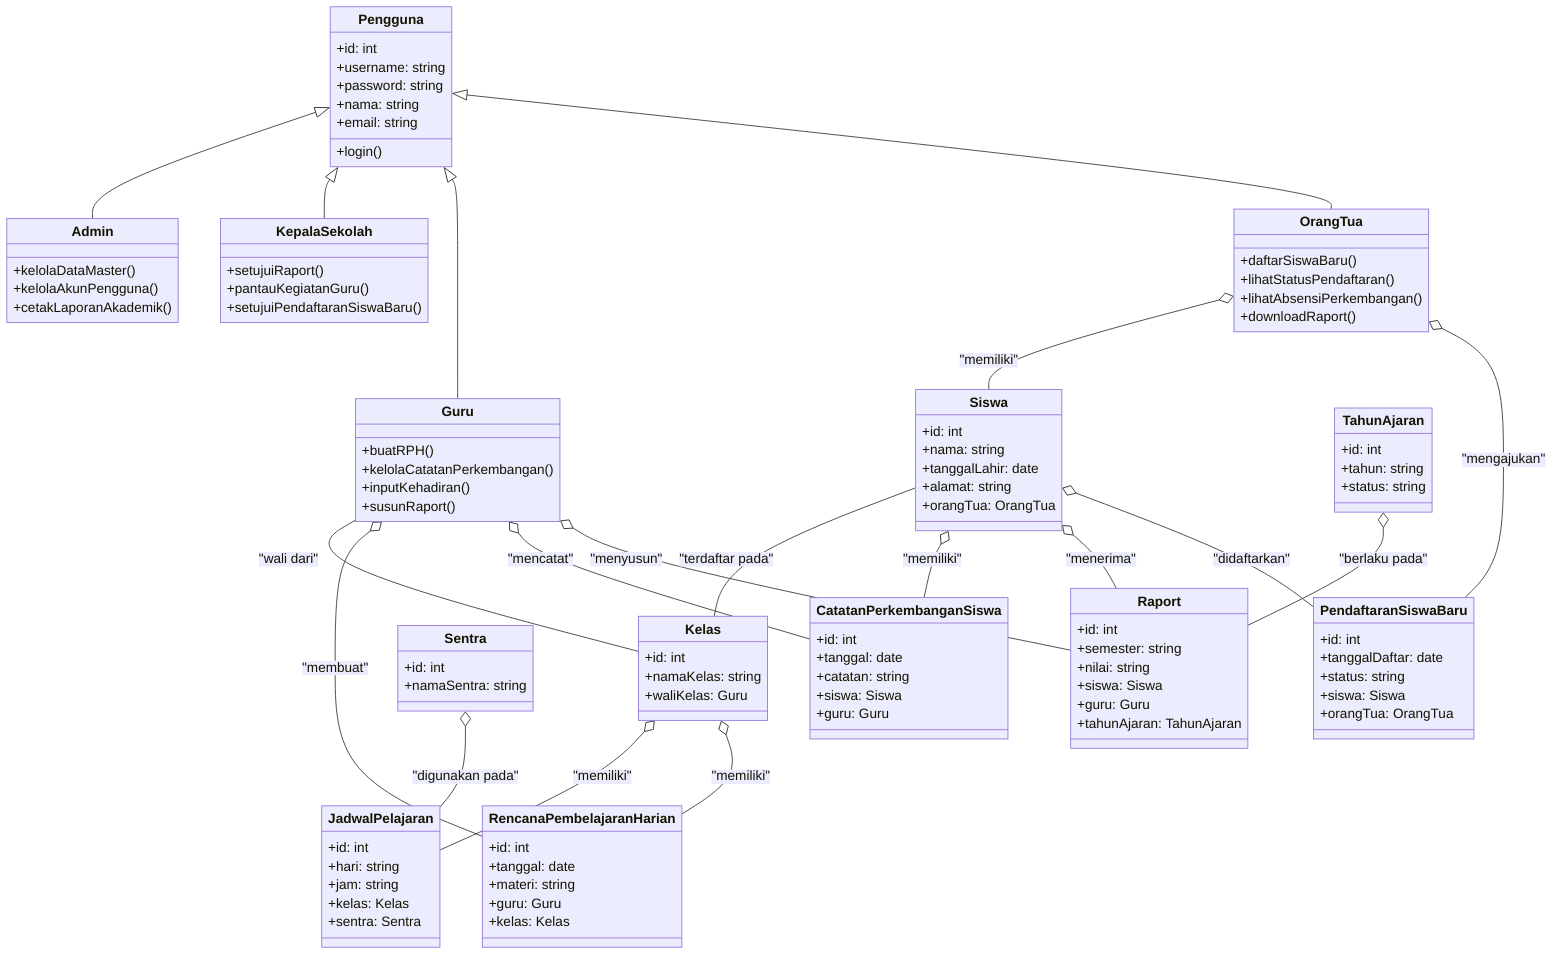 Pengguna
+id: int
+username: string
+password: string
+nama: string
+email: string
+login()
Admin
+kelolaDataMaster()
+kelolaAkunPengguna()
+cetakLaporanAkademik()
KepalaSekolah
+setujuiRaport()
+pantauKegiatanGuru()
+setujuiPendaftaranSiswaBaru()
OrangTua
+daftarSiswaBaru()
+lihatStatusPendaftaran()
+lihatAbsensiPerkembangan()
+downloadRaport()
"memiliki"
Guru
+buatRPH()
+kelolaCatatanPerkembangan()
+inputKehadiran()
+susunRaport()
Siswa
+id: int
+nama: string
+tanggalLahir: date
+alamat: string
+orangTua: OrangTua
TahunAjaran
+id: int
+tahun: string
+status: string
"mengajukan"
"wali dari"
"mencatat"
"menyusun"
"terdaftar pada"
"memiliki"
"menerima"
"didaftarkan"
"berlaku pada"
"membuat"
Sentra
+id: int
+namaSentra: string
Kelas
+id: int
+namaKelas: string
+waliKelas: Guru
CatatanPerkembanganSiswa
+id: int
+tanggal: date
+catatan: string
+siswa: Siswa
+guru: Guru
Raport
+id: int
+semester: string
+nilai: string
+siswa: Siswa
+guru: Guru
+tahunAjaran: TahunAjaran
PendaftaranSiswaBaru
+id: int
+tanggalDaftar: date
+status: string
+siswa: Siswa
+orangTua: OrangTua
"digunakan pada"
"memiliki"
"memiliki"
JadwalPelajaran
+id: int
+hari: string
+jam: string
+kelas: Kelas
+sentra: Sentra
RencanaPembelajaranHarian
+id: int
+tanggal: date
+materi: string
+guru: Guru
+kelas: Kelas